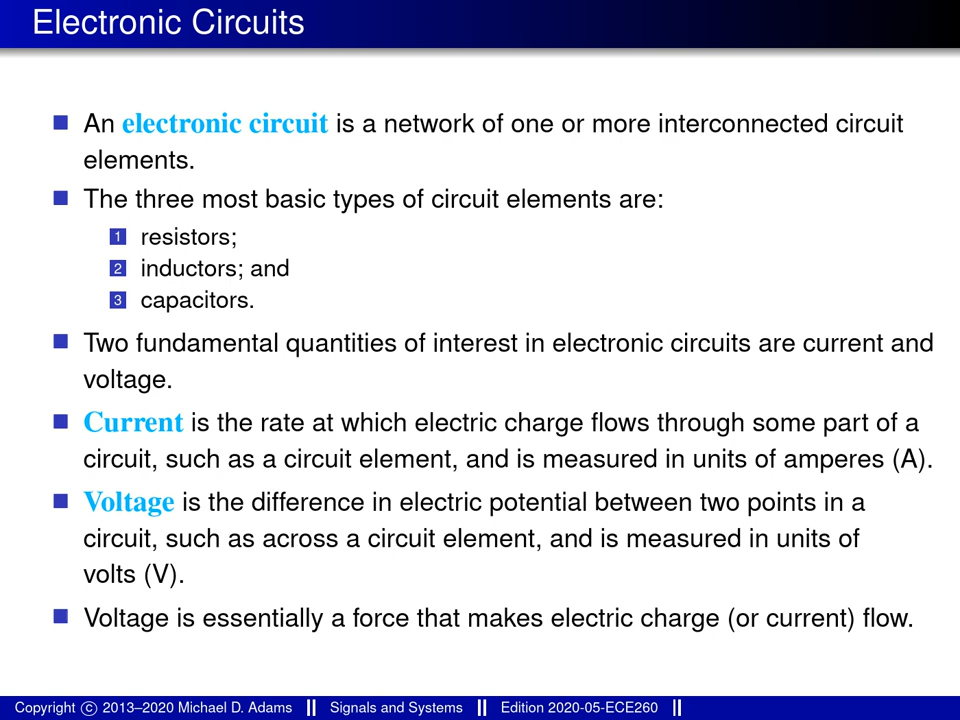 Electronic Circuits
An electronic circuit is a network of one or more interconnected circuit
elements.
The three most basic types of circuit elements are:
1 resistors;
2 inductors; and
3 capacitors.
Two fundamental quantities of interest in electronic circuits are current and
voltage.
Current is the rate at which electric charge flows through some part of a
circuit, such as a circuit element, and is measured in units of amperes (A).
Voltage is the difference in electric potential between two points in a
circuit, such as across a circuit element, and is measured in units of
volts (V).
Voltage is essentially a force that makes electric charge (or current) flow.
Copyright © 2013–2020 Michael D. Adams Signals and Systems Edition 2020-05-ECE260